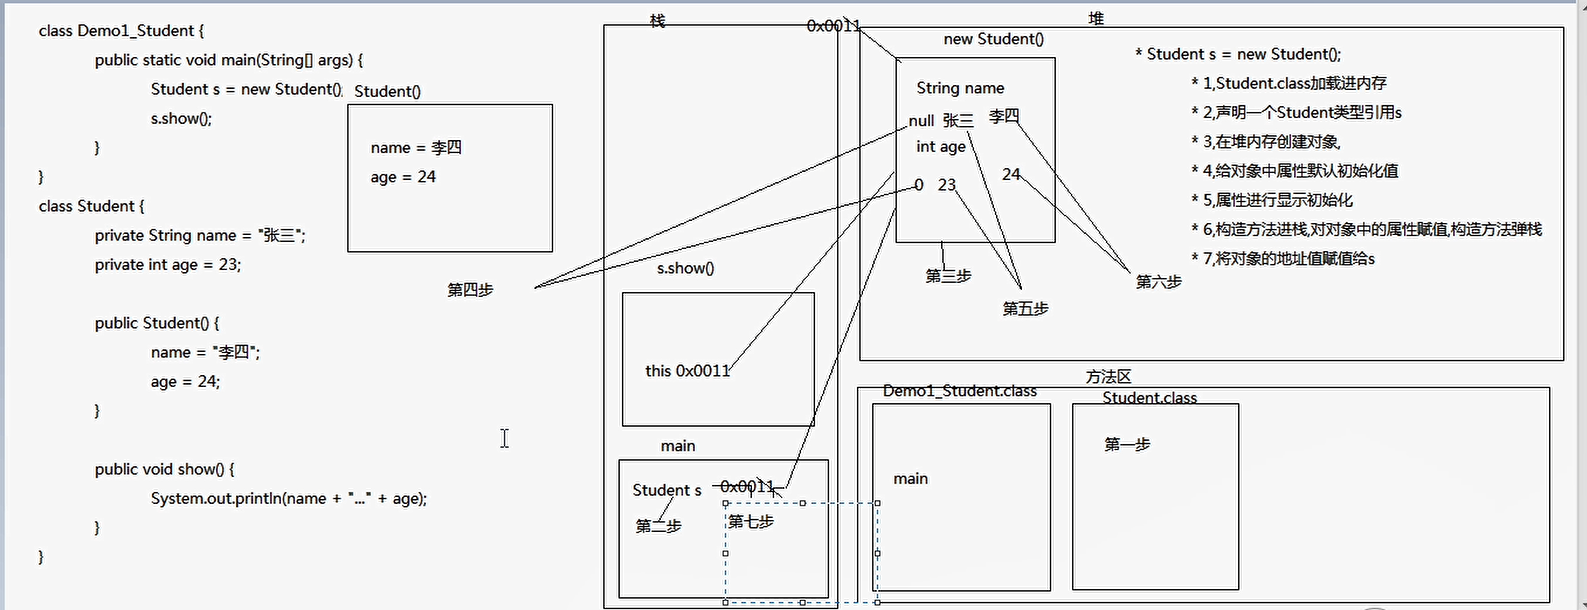 class Demo1_Student {
public static void main(String[] args) {
Student s = new Student();
s.show();
}
}
class Student {
private String name = "张三";
private int age = 23;
public Student() {
name = "李四";
age = 24;
}
public void show() {
System.out.println(name + "..." + age);
}
}
Student()
name = 李四
age = 24
第四步
栈
s.show()
this 0x0011
main
Student s 0x0011
第二步 第七步
堆
0x0011
new Student()
String name
null 张三 李四
int age
0 23 24
第三步
第五步
第六步
* Student s = new Student();
* 1,Student.class加载进内存
* 2,声明一个Student类型引用s
* 3,在堆内存创建对象,
* 4,给对象中属性默认初始化值
* 5,属性进行显示初始化
* 6,构造方法进栈,对对象中的属性赋值,构造方法弹栈
* 7,将对象的地址值赋值给s
方法区
Demo1_Student.class
main
Student.class
第一步